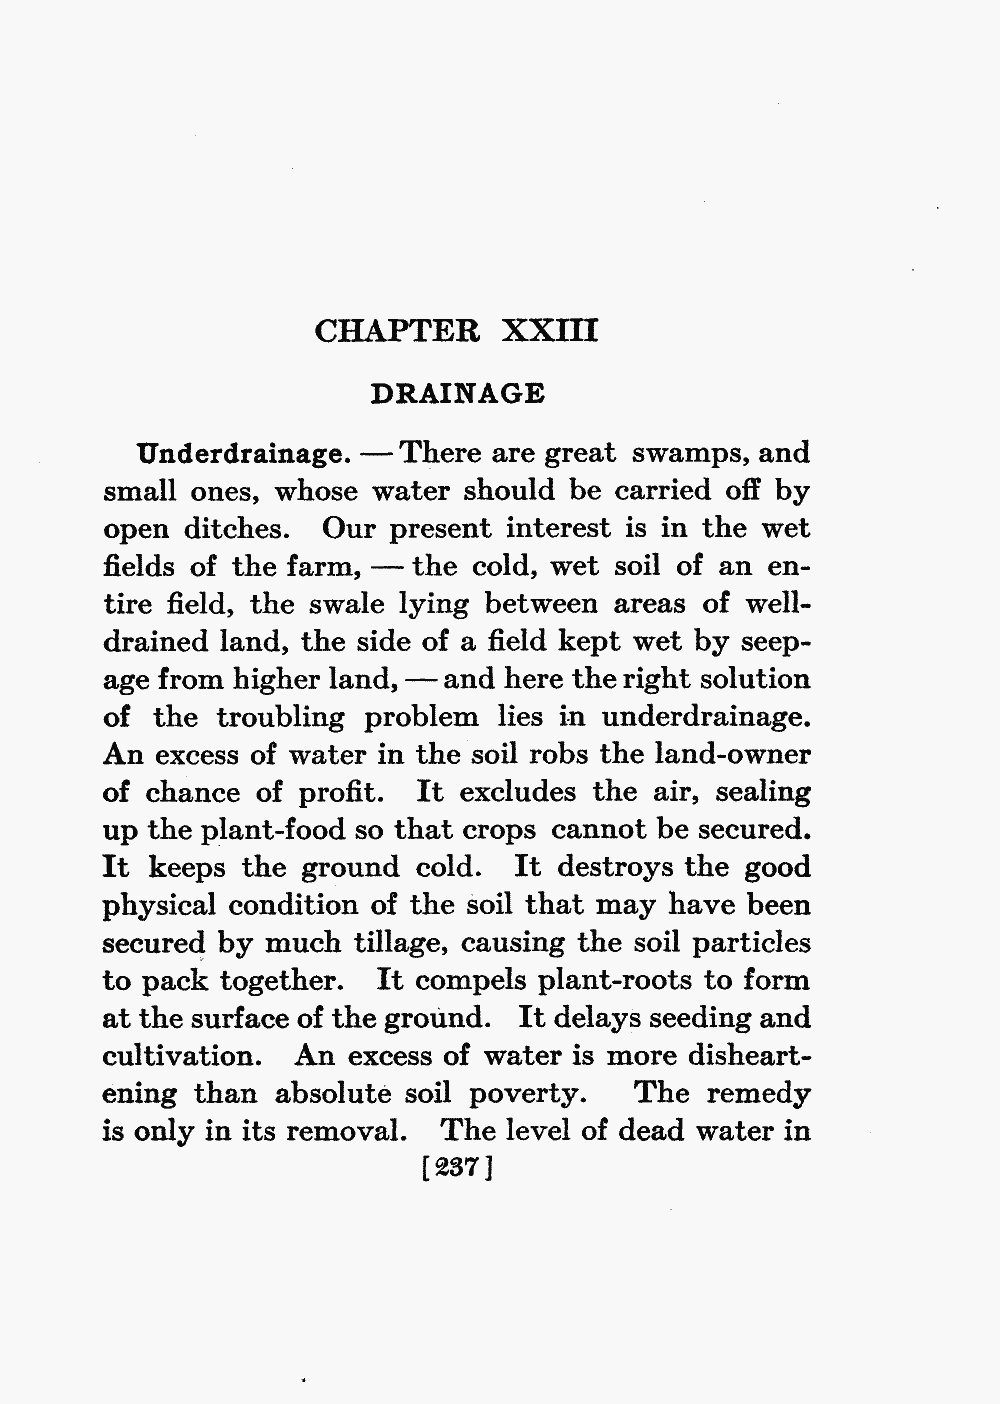 CHAPTER XXIII
DRAINAGE
Underdrainage. — There are great swamps, and
small ones, whose water should be carried off by
open ditches. Our present interest is in the wet
fields of the farm, — the cold, wet soil of an en-
tire field, the swale lying between areas of well-
drained land, the side of a field kept wet by seep-
age from higher land, — and here the right solution
of the troubling problem lies in underdrainage.
An excess of water in the soil robs the land-owner
of chance of profit. It excludes the air, sealing
up the plant-food so that crops cannot be secured.
It keeps the ground cold. It destroys the good
physical condition of the soil that may have been
secured by much tillage, causing the soil particles
to pack together. It compels plant-roots to form
at the surface of the ground. It delays seeding and
cultivation. An excess of water is more disheart-
ening than absolute soil poverty. The remedy
is only in its removal. The level of dead water in
[237]